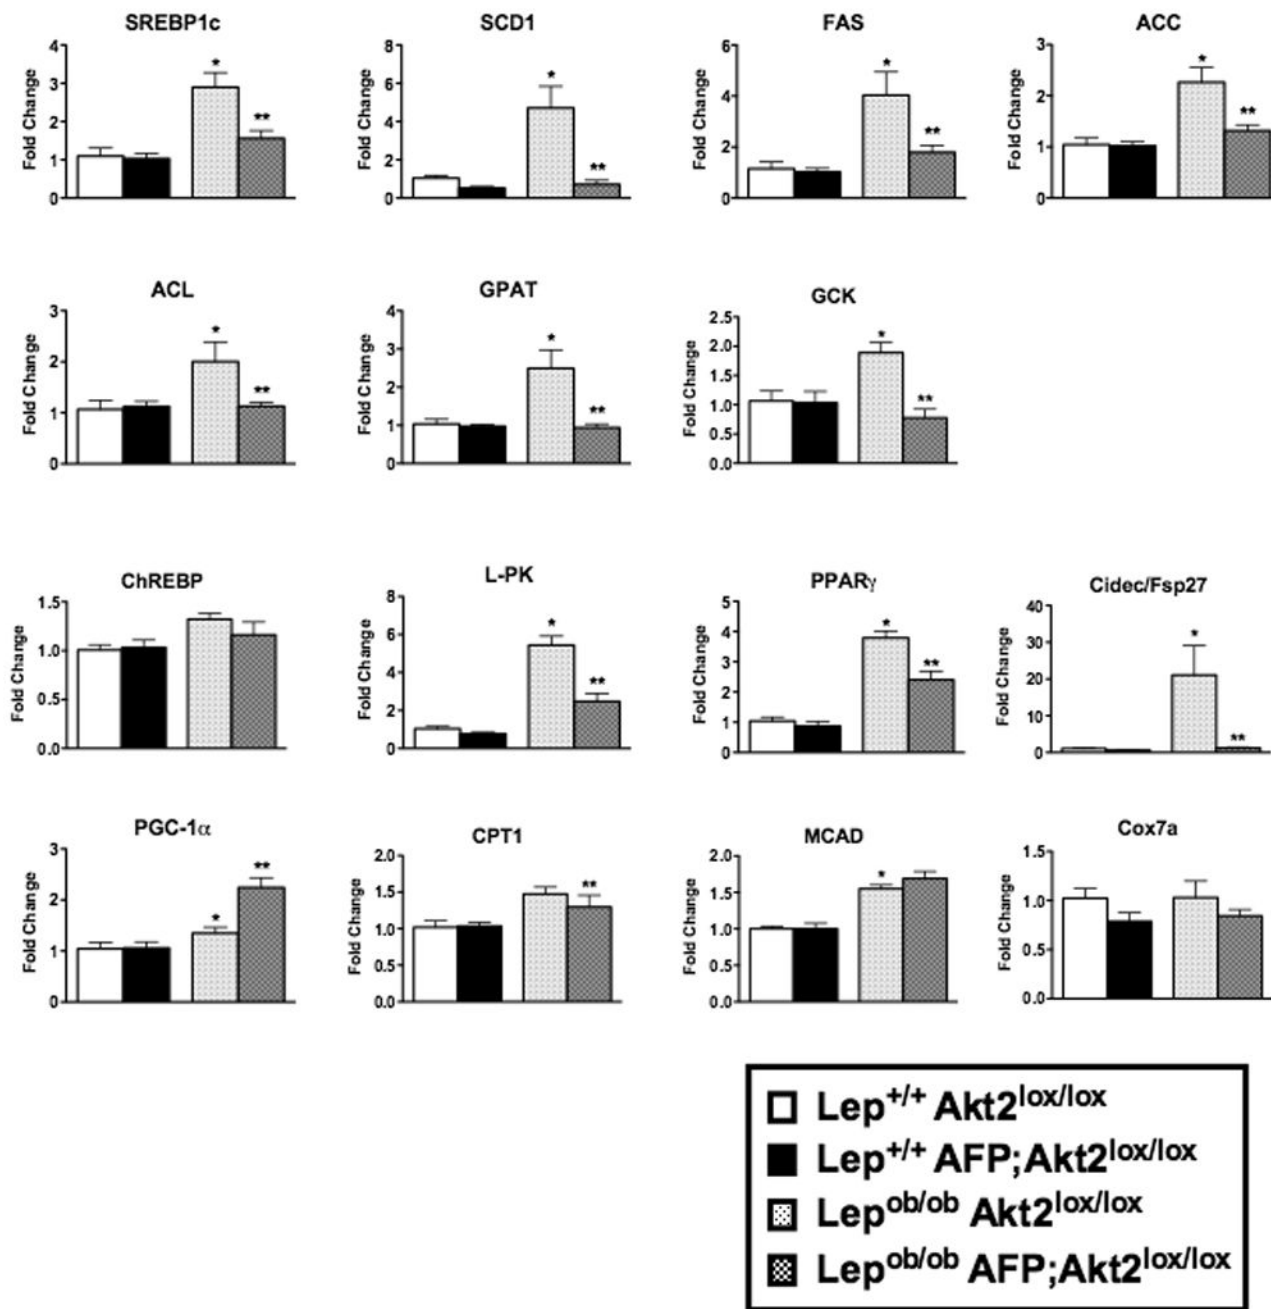 SREBP1c
Fold Change
4
3
2
1
0
*
**
SCD1
Fold Change
8
6
4
2
0
*
**
FAS
Fold Change
6
4
2
0
*
**
ACC
Fold Change
3
2
1
0
*
**
ACL
Fold Change
3
2
1
0
*
**
GPAT
Fold Change
4
3
2
1
0
*
**
GCK
Fold Change
2.5
2.0
1.5
1.0
0.5
0.0
*
**
ChREBP
Fold Change
1.5
1.0
0.5
0.0
L-PK
Fold Change
8
6
4
2
0
*
**
PPARγ
Fold Change
5
4
3
2
1
0
*
**
Cidec/Fsp27
Fold Change
40
30
20
10
0
*
**
PGC-1α
Fold Change
3
2
1
0
*
**
CPT1
Fold Change
2.0
1.5
1.0
0.5
0.0
**
MCAD
Fold Change
2.0
1.5
1.0
0.5
0.0
*
Cox7a
Fold Change
1.5
1.0
0.5
0.0
Lep+/+ Akt2lox/lox
Lep+/+ AFP;Akt2lox/lox
Lepob/ob Akt2lox/lox
Lepob/ob AFP;Akt2lox/lox